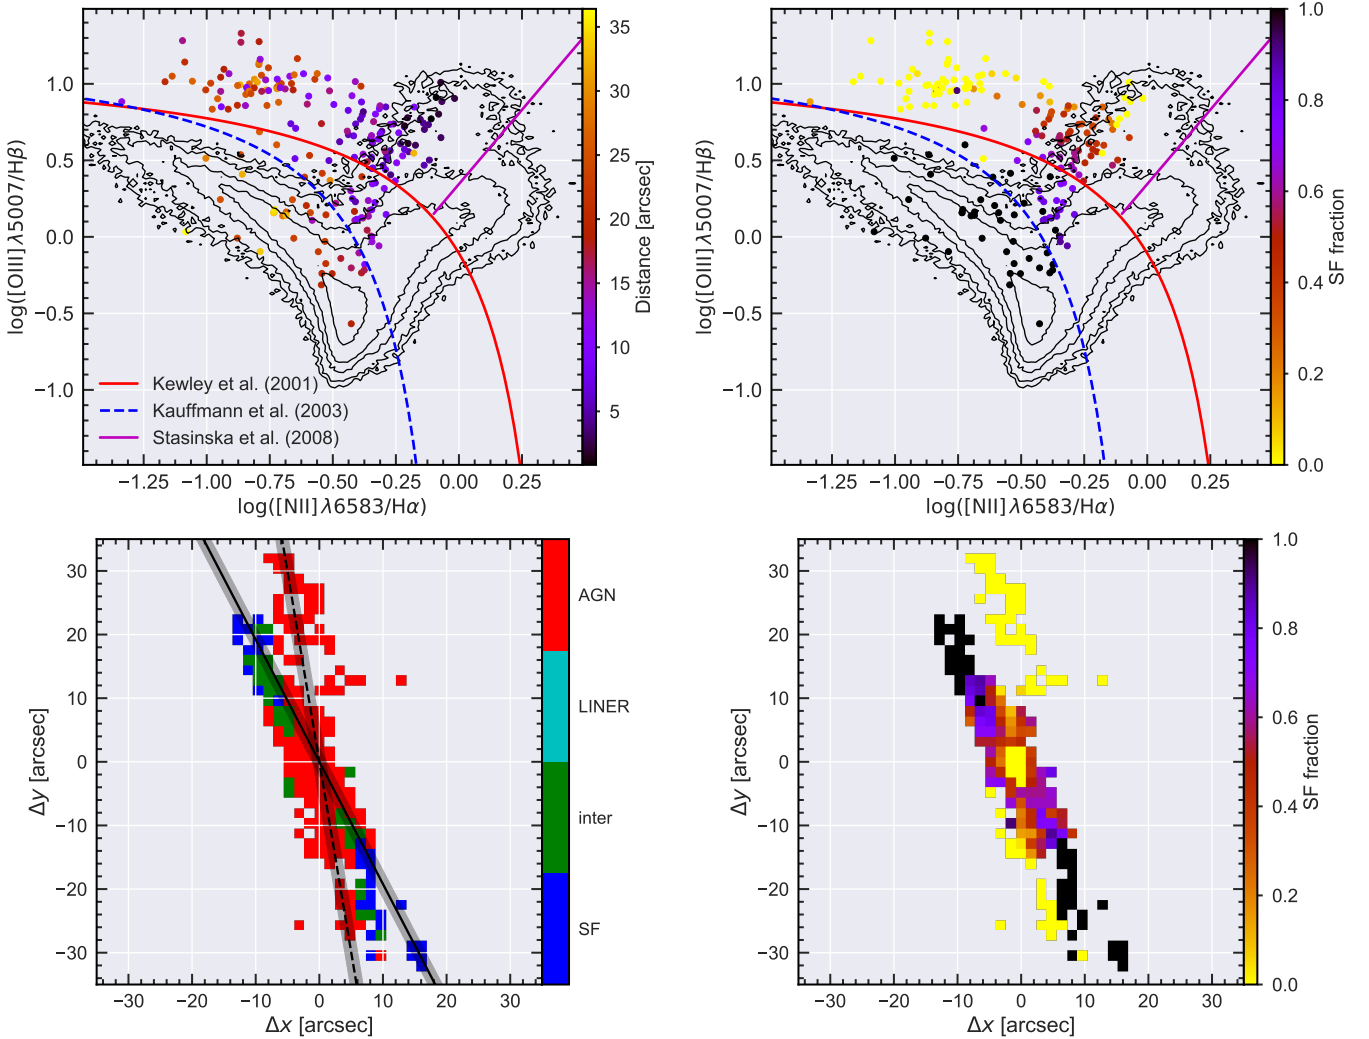 1.0
0.5
0.0
−0.5
−1.0
−1.25 −1.00 −0.75 −0.50 −0.25 0.00 0.25
log([NII]λ6583/Hα)
log([OIII]λ5007/Hβ)
Kewley et al. (2001)
Kauffmann et al. (2003)
Stasinska et al. (2008)
35
30
25
20
15
10
5
Distance [arcsec]
1.0
0.5
0.0
−0.5
−1.0
−1.25 −1.00 −0.75 −0.50 −0.25 0.00 0.25
log([NII]λ6583/Hα)
log([OIII]λ5007/Hβ)
1.0
0.8
0.6
0.4
0.2
0.0
SF fraction
30
20
10
0
−10
−20
−30
−30 −20 −10 0 10 20 30
Δx [arcsec]
Δy [arcsec]
AGN
LINER
inter
SF
30
20
10
0
−10
−20
−30
−30 −20 −10 0 10 20 30
Δx [arcsec]
Δy [arcsec]
1.0
0.8
0.6
0.4
0.2
0.0
SF fraction